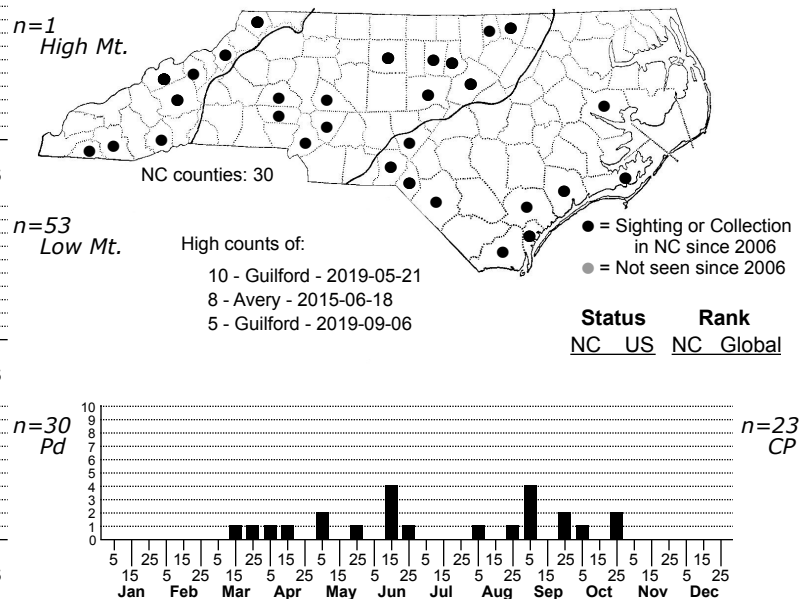 n=1
High Mt.
NC counties: 30
n=53
Low Mt.
High counts of:
10 - Guilford - 2019-05-21
8 - Avery - 2015-06-18
5 - Guilford - 2019-09-06
= Sighting or Collection
in NC since 2006
= Not seen since 2006
Status Rank
NC US NC Global
n=30
Pd
n=23
CP
10
9
8
7
6
5
4
3
2
1
0
5 25 15 5 25 15 5 25 15 5 25 15 5 25 15 5 25 15
15 5 25 15 5 25 15 5 25 15 5 25 15 5 25 15 5 25
Jan Feb Mar Apr May Jun Jul Aug Sep Oct Nov Dec